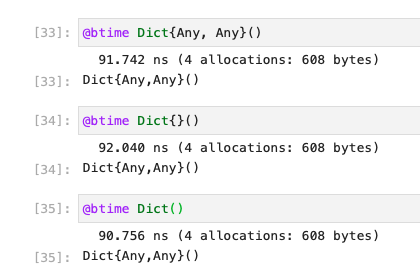 [33]: @btime Dict{Any, Any}()
91.742 ns (4 allocations: 608 bytes)
[33]: Dict{Any,Any}()
[34]: @btime Dict{}()
92.040 ns (4 allocations: 608 bytes)
[34]: Dict{Any,Any}()
[35]: @btime Dict()
90.756 ns (4 allocations: 608 bytes)
[35]: Dict{Any,Any}()